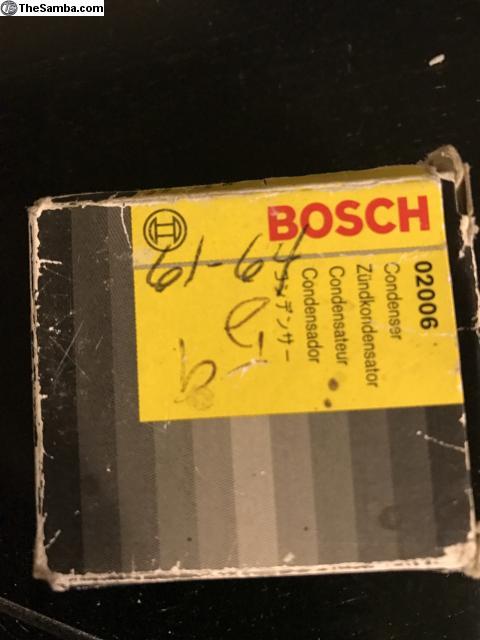 TheSamba.com
BOSCH
02006
Condenser
Zündkondensator
Condensateur
Condensador
コンデンサー
61-64